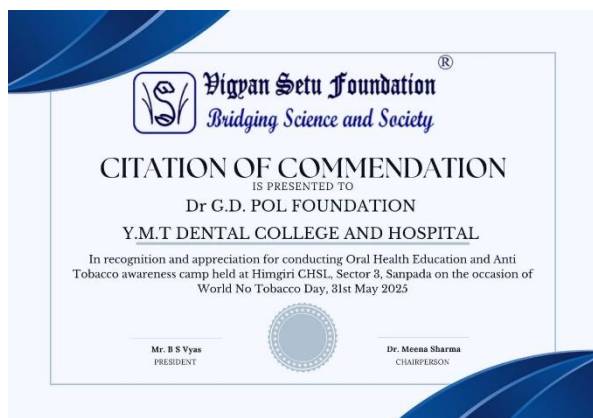 Vigyan Setu Foundation ®
Bridging Science and Society
CITATION OF COMMENDATION
IS PRESENTED TO
Dr G.D. POL FOUNDATION
Y.M.T DENTAL COLLEGE AND HOSPITAL
In recognition and appreciation for conducting Oral Health Education and Anti
Tobacco awareness camp held at Himgiri CHSL, Sector 3, Sanpada on the occasion of
World No Tobacco Day, 31st May 2025
Mr. B S Vyas
PRESIDENT
Dr. Meena Sharma
CHAIRPERSON